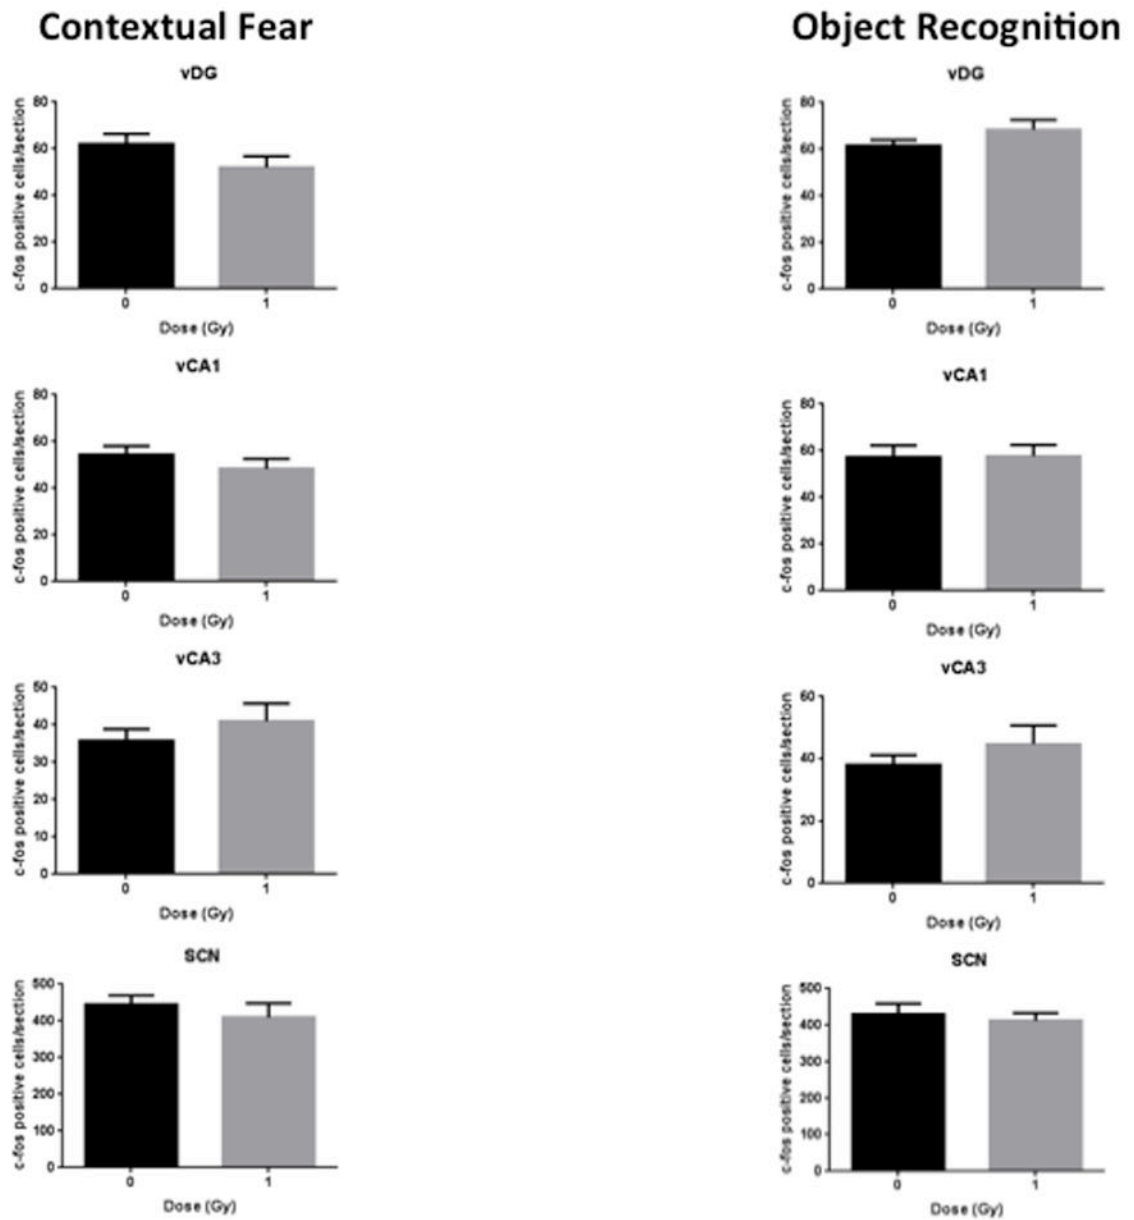 Contextual Fear
vDG
c-fos positive cells/section
80
60
40
20
0
0 1
Dose (Gy)
vCA1
c-fos positive cells/section
80
60
40
20
0
0 1
Dose (Gy)
vCA3
c-fos positive cells/section
50
40
30
20
10
0
0 1
Dose (Gy)
SCN
c-fos positive cells/section
500
400
300
200
100
0
0 1
Dose (Gy)
Object Recognition
vDG
c-fos positive cells/section
80
60
40
20
0
0 1
Dose (Gy)
vCA1
c-fos positive cells/section
80
60
40
20
0
0 1
Dose (Gy)
vCA3
c-fos positive cells/section
60
40
20
0
0 1
Dose (Gy)
SCN
c-fos positive cells/section
500
400
300
200
100
0
0 1
Dose (Gy)